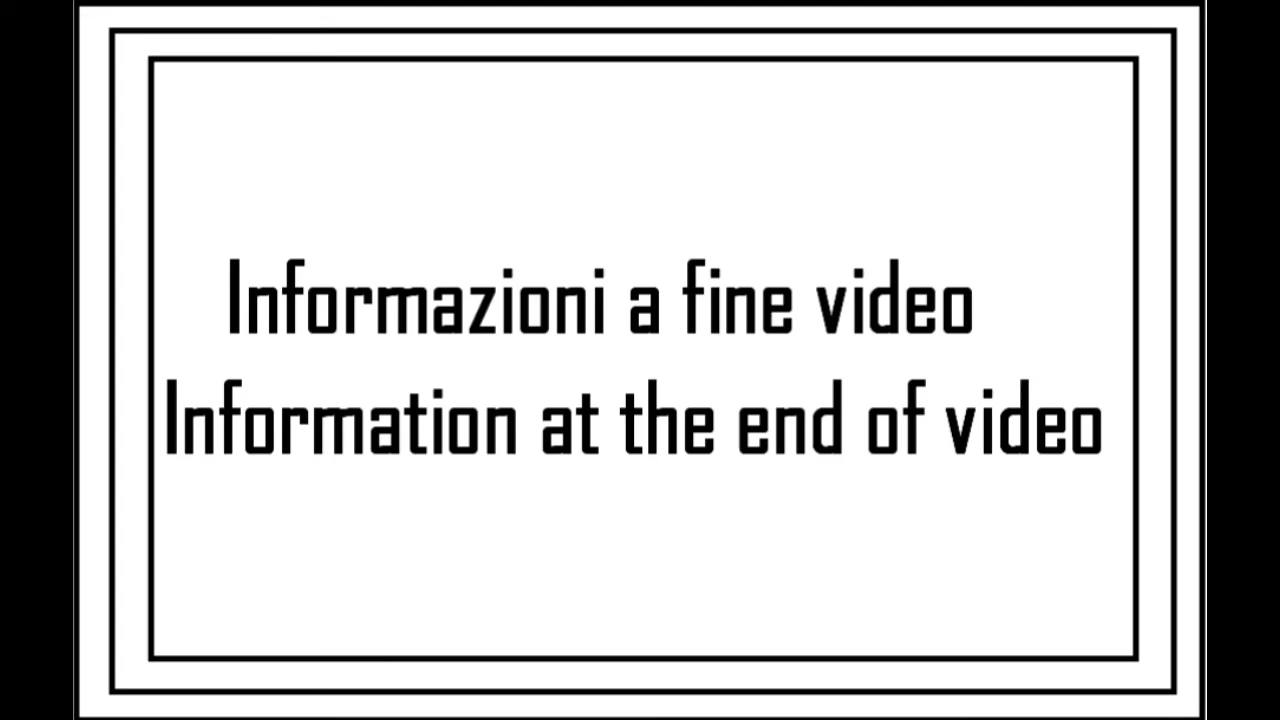 Informazioni a fine video
Information at the end of video